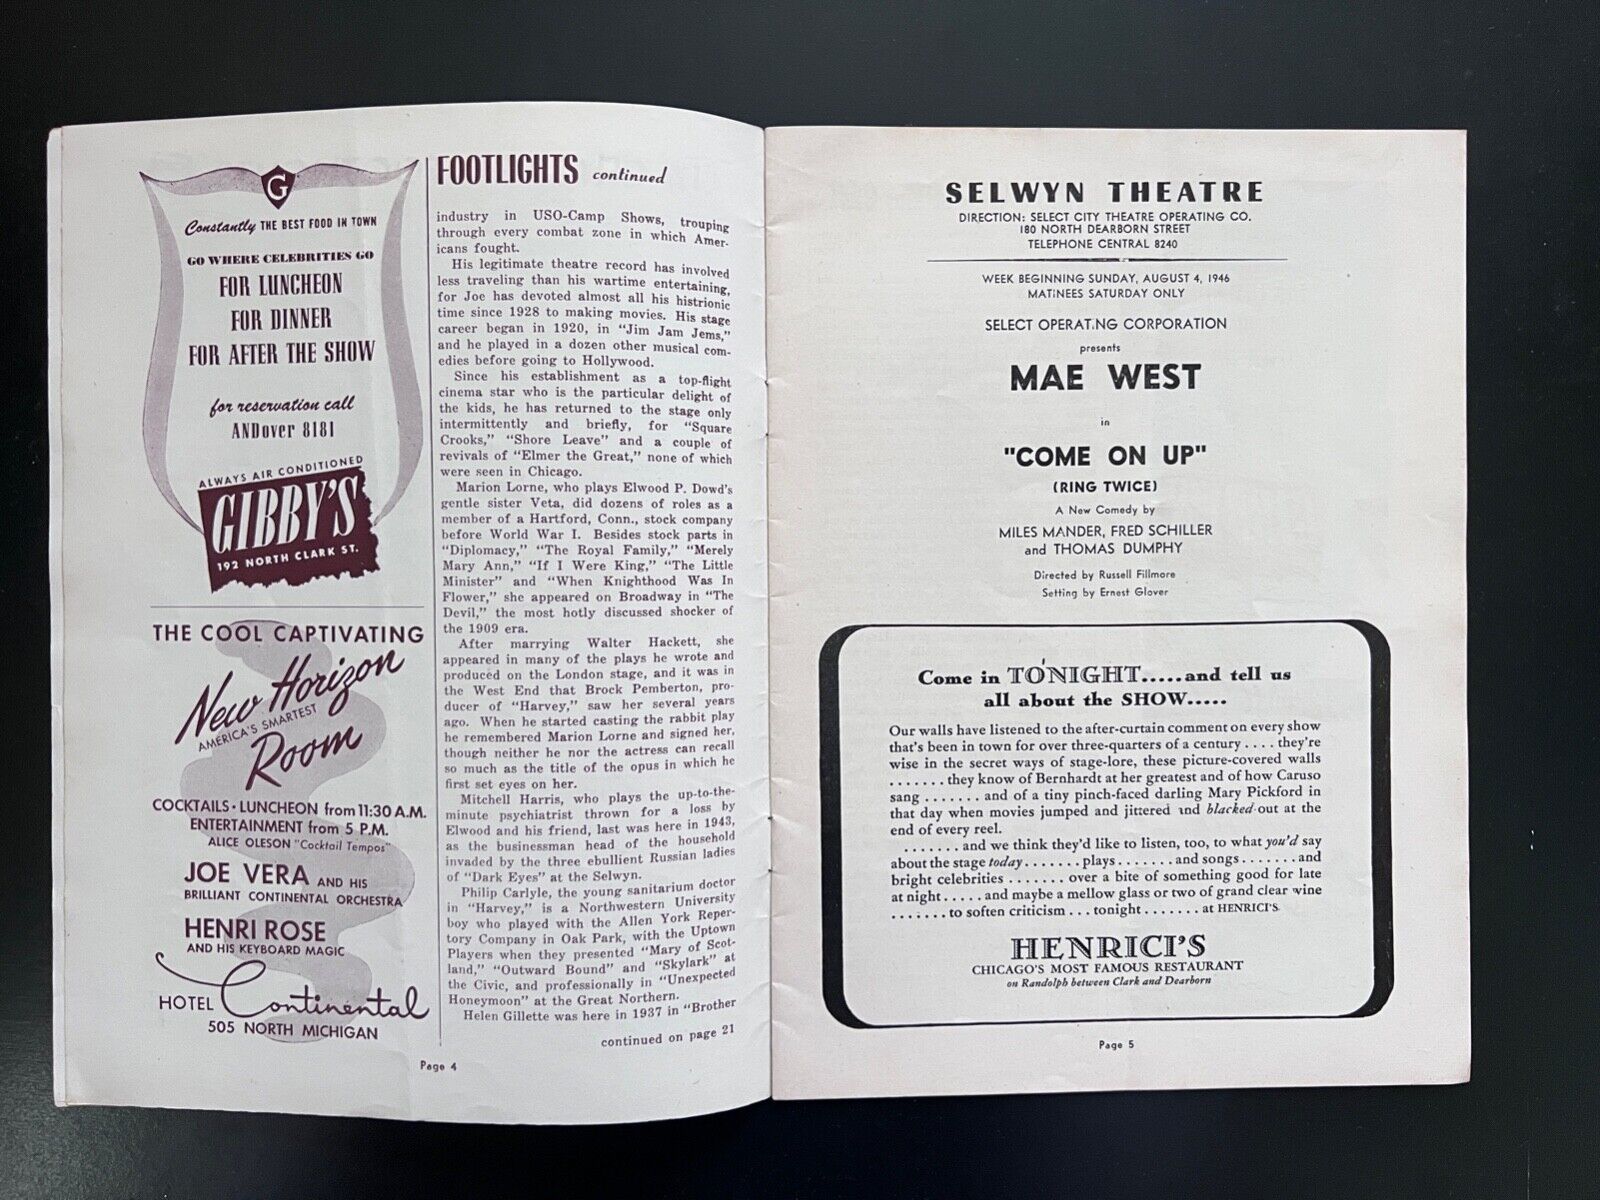 G
Constantly THE BEST FOOD IN TOWN
GO WHERE CELEBRITIES GO
FOR LUNCHEON
FOR DINNER
FOR AFTER THE SHOW
for reservation call
ANDover 8181
ALWAYS AIR CONDITIONED
GIBBY'S
192 NORTH CLARK ST.
THE COOL CAPTIVATING
New Horizon
AMERICA'S SMARTEST
Room
COCKTAILS • LUNCHEON from 11:30 A.M.
ENTERTAINMENT from 5 P.M.
ALICE OLESON "Cocktail Tempos"
JOE VERA AND HIS
BRILLIANT CONTINENTAL ORCHESTRA
HENRI ROSE
AND HIS KEYBOARD MAGIC
HOTEL Continental
505 NORTH MICHIGAN
FOOTLIGHTS continued
industry in USO-Camp Shows, trouping
through every combat zone in which Amer-
icans fought.
His legitimate theatre record has involved
less traveling than his wartime entertaining,
for Joe has devoted almost all his histrionic
time since 1928 to making movies. His stage
career began in 1920, in "Jim Jam Jems,"
and he played in a dozen other musical com-
edies before going to Hollywood.
Since his establishment as a top-flight
cinema star who is the particular delight of
the kids, he has returned to the stage only
intermittently and briefly, for "Square
Crooks," "Shore Leave" and a couple of
revivals of "Elmer the Great," none of which
were seen in Chicago.
Marion Lorne, who plays Elwood P. Dowd's
gentle sister Veta, did dozens of roles as a
member of a Hartford, Conn., stock company
before World War I. Besides stock parts in
"Diplomacy," "The Royal Family," "Merely
Mary Ann," "If I Were King," "The Little
Minister" and "When Knighthood Was In
Flower," she appeared on Broadway in "The
Devil," the most hotly discussed shocker of
the 1909 era.
After marrying Walter Hackett, she
appeared in many of the plays he wrote and
produced on the London stage, and it was in
the West End that Brock Pemberton, pro-
ducer of "Harvey," saw her several years
ago. When he started casting the rabbit play
he remembered Marion Lorne and signed her,
though neither he nor the actress can recall
so much as the title of the opus in which he
first set eyes on her.
Mitchell Harris, who plays the up-to-the-
minute psychiatrist thrown for a loss by
Elwood and his friend, last was here in 1943,
as the businessman head of the household
invaded by the three ebullient Russian ladies
of "Dark Eyes" at the Selwyn.
Philip Carlyle, the young sanitarium doctor
in "Harvey," is a Northwestern University
boy who played with the Allen York Reper-
tory Company in Oak Park, with the Uptown
Players when they presented "Mary of Scot-
land," "Outward Bound" and "Skylark" at
the Civic, and professionally in "Unexpected
Honeymoon" at the Great Northern.
Helen Gillette was here in 1937 in "Brother
continued on page 21
Page 4
SELWYN THEATRE
DIRECTION: SELECT CITY THEATRE OPERATING CO.
180 NORTH DEARBORN STREET
TELEPHONE CENTRAL 8240
WEEK BEGINNING SUNDAY, AUGUST 4, 1946
MATINEES SATURDAY ONLY
SELECT OPERATING CORPORATION
presents
MAE WEST
in
"COME ON UP"
(RING TWICE)
A New Comedy by
MILES MANDER, FRED SCHILLER
and THOMAS DUMPHY
Directed by Russell Fillmore
Setting by Ernest Glover
Come in TONIGHT.....and tell us
all about the SHOW.....
Our walls have listened to the after-curtain comment on every show
that's been in town for over three-quarters of a century .... they're
wise in the secret ways of stage-lore, these picture-covered walls
....... they know of Bernhardt at her greatest and of how Caruso
sang ....... and of a tiny pinch-faced darling Mary Pickford in
that day when movies jumped and jittered and blacked-out at the
end of every reel.
....... and we think they'd like to listen, too, to what you'd say
about the stage today ....... plays ....... and songs ....... and
bright celebrities ....... over a bite of something good for late
at night ..... and maybe a mellow glass or two of grand clear wine
....... to soften criticism ... tonight ....... at HENRICI'S.
HENRICI'S
CHICAGO'S MOST FAMOUS RESTAURANT
on Randolph between Clark and Dearborn
Page 5